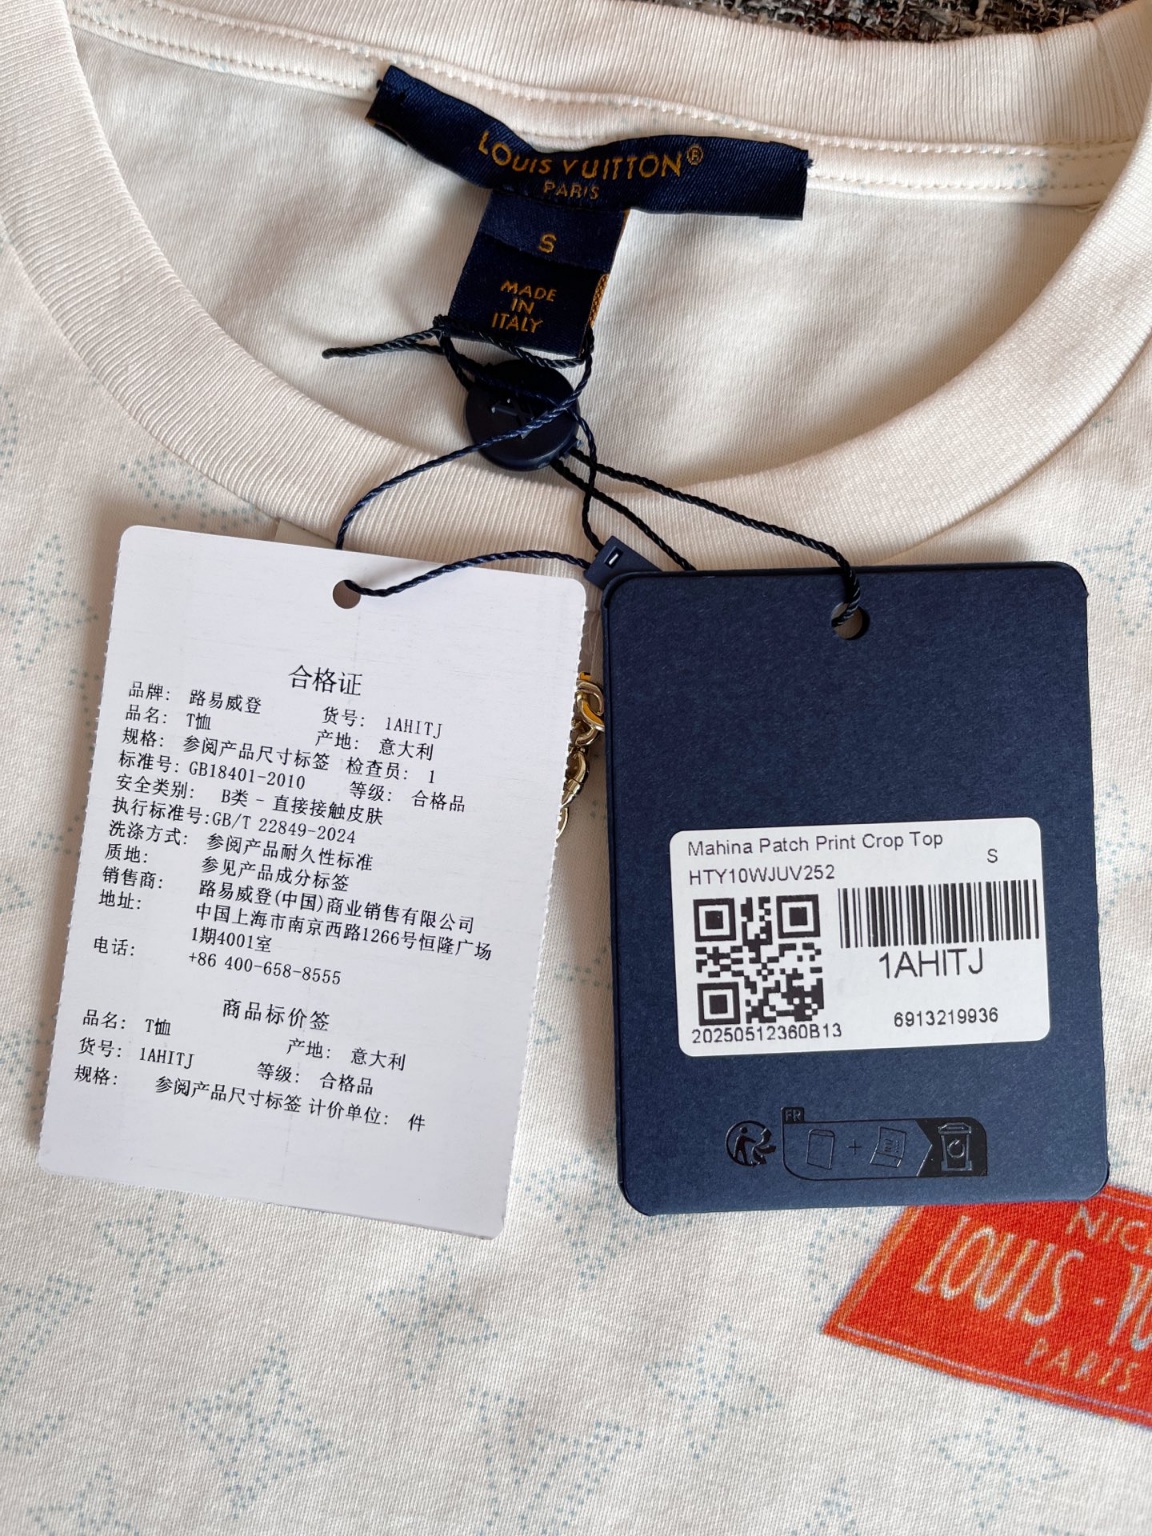 LOUIS VUITTON®
PARIS
S
MADE
IN
ITALY
合格证
品牌: 路易威登 货号: 1AHITJ
品名: T恤 产地: 意大利
规格: 参阅产品尺寸标签 检查员: 1
标准号: GB18401-2010 等级: 合格品
安全类别: B类 - 直接接触皮肤
执行标准号:GB/T 22849-2024
洗涤方式: 参阅产品耐久性标准
质地: 参见产品成分标签
销售商: 路易威登(中国)商业销售有限公司
地址: 中国上海市南京西路1266号恒隆广场
1期4001室
电话: +86 400-658-8555
商品标价签
品名: T恤 产地: 意大利
货号: 1AHITJ 等级: 合格品
规格: 参阅产品尺寸标签 计价单位: 件
Mahina Patch Print Crop Top
HTY10WJUV252 S
1AHITJ
20250512360B13 6913219936
FR
LOUIS
PARIS